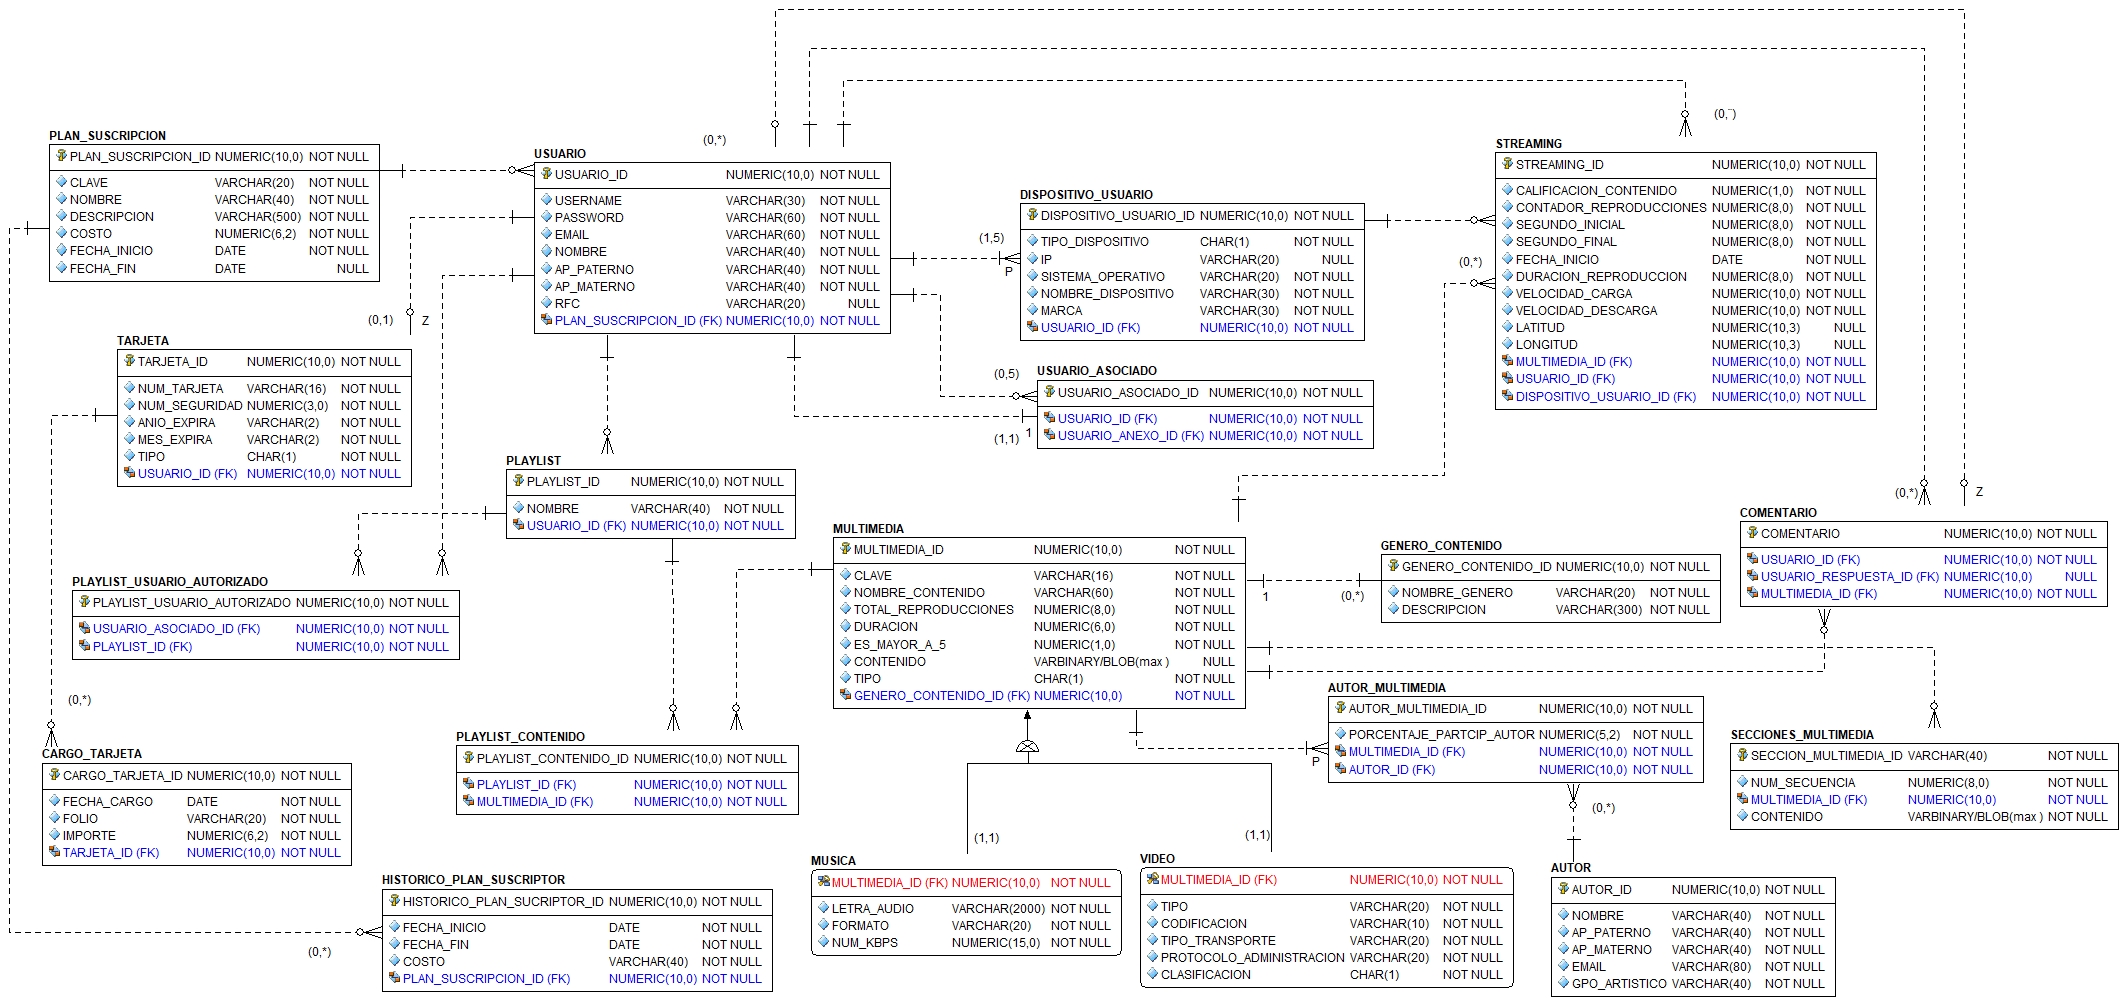 PLAN_SUSCRIPCION
PLAN_SUSCRIPCION_ID NUMERIC(10,0) NOT NULL
CLAVE VARCHAR(20) NOT NULL
NOMBRE VARCHAR(40) NOT NULL
DESCRIPCION VARCHAR(500) NOT NULL
COSTO NUMERIC(6,2) NOT NULL
FECHA_INICIO DATE NOT NULL
FECHA_FIN DATE NULL
(0,*)
USUARIO
USUARIO_ID NUMERIC(10,0) NOT NULL
USERNAME VARCHAR(30) NOT NULL
PASSWORD VARCHAR(60) NOT NULL
EMAIL VARCHAR(60) NOT NULL
NOMBRE VARCHAR(40) NOT NULL
AP_PATERNO VARCHAR(40) NOT NULL
AP_MATERNO VARCHAR(40) NOT NULL
RFC VARCHAR(20) NULL
PLAN_SUSCRIPCION_ID (FK) NUMERIC(10,0) NOT NULL
(1,5)
P
DISPOSITIVO_USUARIO
DISPOSITIVO_USUARIO_ID NUMERIC(10,0) NOT NULL
TIPO_DISPOSITIVO CHAR(1) NOT NULL
IP VARCHAR(20) NULL
SISTEMA_OPERATIVO VARCHAR(20) NOT NULL
NOMBRE_DISPOSITIVO VARCHAR(30) NOT NULL
MARCA VARCHAR(30) NOT NULL
USUARIO_ID (FK) NUMERIC(10,0) NOT NULL
(0,*)
STREAMING
STREAMING_ID NUMERIC(10,0) NOT NULL
CALIFICACION_CONTENIDO NUMERIC(1,0) NOT NULL
CONTADOR_REPRODUCCIONES NUMERIC(8,0) NOT NULL
SEGUNDO_INICIAL NUMERIC(8,0) NOT NULL
SEGUNDO_FINAL NUMERIC(8,0) NOT NULL
FECHA_INICIO DATE NOT NULL
DURACION_REPRODUCCION NUMERIC(8,0) NOT NULL
VELOCIDAD_CARGA NUMERIC(10,0) NOT NULL
VELOCIDAD_DESCARGA NUMERIC(10,0) NOT NULL
LATITUD NUMERIC(10,3) NULL
LONGITUD NUMERIC(10,3) NULL
MULTIMEDIA_ID (FK) NUMERIC(10,0) NOT NULL
USUARIO_ID (FK) NUMERIC(10,0) NOT NULL
DISPOSITIVO_USUARIO_ID (FK) NUMERIC(10,0) NOT NULL
(0,1)
Z
TARJETA
TARJETA_ID NUMERIC(10,0) NOT NULL
NUM_TARJETA VARCHAR(16) NOT NULL
NUM_SEGURIDAD NUMERIC(3,0) NOT NULL
ANIO_EXPIRA VARCHAR(2) NOT NULL
MES_EXPIRA VARCHAR(2) NOT NULL
TIPO CHAR(1) NOT NULL
USUARIO_ID (FK) NUMERIC(10,0) NOT NULL
(0,5)
(1,1)
1
USUARIO_ASOCIADO
USUARIO_ASOCIADO_ID NUMERIC(10,0) NOT NULL
USUARIO_ID (FK) NUMERIC(10,0) NOT NULL
USUARIO_ANEXO_ID (FK) NUMERIC(10,0) NOT NULL
PLAYLIST
PLAYLIST_ID NUMERIC(10,0) NOT NULL
NOMBRE VARCHAR(40) NOT NULL
USUARIO_ID (FK) NUMERIC(10,0) NOT NULL
(0,*)
Z
COMENTARIO
COMENTARIO NUMERIC(10,0) NOT NULL
USUARIO_ID (FK) NUMERIC(10,0) NOT NULL
USUARIO_RESPUESTA_ID (FK) NUMERIC(10,0) NULL
MULTIMEDIA_ID (FK) NUMERIC(10,0) NOT NULL
MULTIMEDIA
MULTIMEDIA_ID NUMERIC(10,0) NOT NULL
CLAVE VARCHAR(16) NOT NULL
NOMBRE_CONTENIDO VARCHAR(60) NOT NULL
TOTAL_REPRODUCCIONES NUMERIC(8,0) NOT NULL
DURACION NUMERIC(6,0) NOT NULL
ES_MAYOR_A_5 NUMERIC(1,0) NOT NULL
CONTENIDO VARBINARY/BLOB(max ) NULL
TIPO CHAR(1) NOT NULL
GENERO_CONTENIDO_ID (FK) NUMERIC(10,0) NOT NULL
1
(0,*)
GENERO_CONTENIDO
GENERO_CONTENIDO_ID NUMERIC(10,0) NOT NULL
NOMBRE_GENERO VARCHAR(20) NOT NULL
DESCRIPCION VARCHAR(300) NOT NULL
PLAYLIST_USUARIO_AUTORIZADO
PLAYLIST_USUARIO_AUTORIZADO NUMERIC(10,0) NOT NULL
USUARIO_ASOCIADO_ID (FK) NUMERIC(10,0) NOT NULL
PLAYLIST_ID (FK) NUMERIC(10,0) NOT NULL
(0,*)
CARGO_TARJETA
CARGO_TARJETA_ID NUMERIC(10,0) NOT NULL
FECHA_CARGO DATE NOT NULL
FOLIO VARCHAR(20) NOT NULL
IMPORTE NUMERIC(6,2) NOT NULL
TARJETA_ID (FK) NUMERIC(10,0) NOT NULL
PLAYLIST_CONTENIDO
PLAYLIST_CONTENIDO_ID NUMERIC(10,0) NOT NULL
PLAYLIST_ID (FK) NUMERIC(10,0) NOT NULL
MULTIMEDIA_ID (FK) NUMERIC(10,0) NOT NULL
P
AUTOR_MULTIMEDIA
AUTOR_MULTIMEDIA_ID NUMERIC(10,0) NOT NULL
PORCENTAJE_PARTCIP_AUTOR NUMERIC(5,2) NOT NULL
MULTIMEDIA_ID (FK) NUMERIC(10,0) NOT NULL
AUTOR_ID (FK) NUMERIC(10,0) NOT NULL
(0,*)
SECCIONES_MULTIMEDIA
SECCION_MULTIMEDIA_ID VARCHAR(40) NOT NULL
NUM_SECUENCIA NUMERIC(8,0) NOT NULL
MULTIMEDIA_ID (FK) NUMERIC(10,0) NOT NULL
CONTENIDO VARBINARY/BLOB(max ) NOT NULL
(0,*)
HISTORICO_PLAN_SUSCRIPTOR
HISTORICO_PLAN_SUCRIPTOR_ID NUMERIC(10,0) NOT NULL
FECHA_INICIO DATE NOT NULL
FECHA_FIN DATE NOT NULL
COSTO VARCHAR(40) NOT NULL
PLAN_SUSCRIPCION_ID (FK) NUMERIC(10,0) NOT NULL
(1,1)
MUSICA
MULTIMEDIA_ID (FK) NUMERIC(10,0) NOT NULL
LETRA_AUDIO VARCHAR(2000) NOT NULL
FORMATO VARCHAR(20) NOT NULL
NUM_KBPS NUMERIC(15,0) NOT NULL
(1,1)
VIDEO
MULTIMEDIA_ID (FK) NUMERIC(10,0) NOT NULL
TIPO VARCHAR(20) NOT NULL
CODIFICACION VARCHAR(10) NOT NULL
TIPO_TRANSPORTE VARCHAR(20) NOT NULL
PROTOCOLO_ADMINISTRACION VARCHAR(20) NOT NULL
CLASIFICACION CHAR(1) NOT NULL
AUTOR
AUTOR_ID NUMERIC(10,0) NOT NULL
NOMBRE VARCHAR(40) NOT NULL
AP_PATERNO VARCHAR(40) NOT NULL
AP_MATERNO VARCHAR(40) NOT NULL
EMAIL VARCHAR(80) NOT NULL
GPO_ARTISTICO VARCHAR(40) NOT NULL